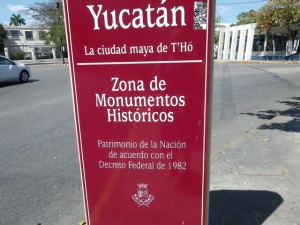 Yucatán
La ciudad maya de T'Hó
Zona de
Monumentos
Históricos
Patrimonio de la Nación
de acuerdo con el
Decreto Federal de 1982